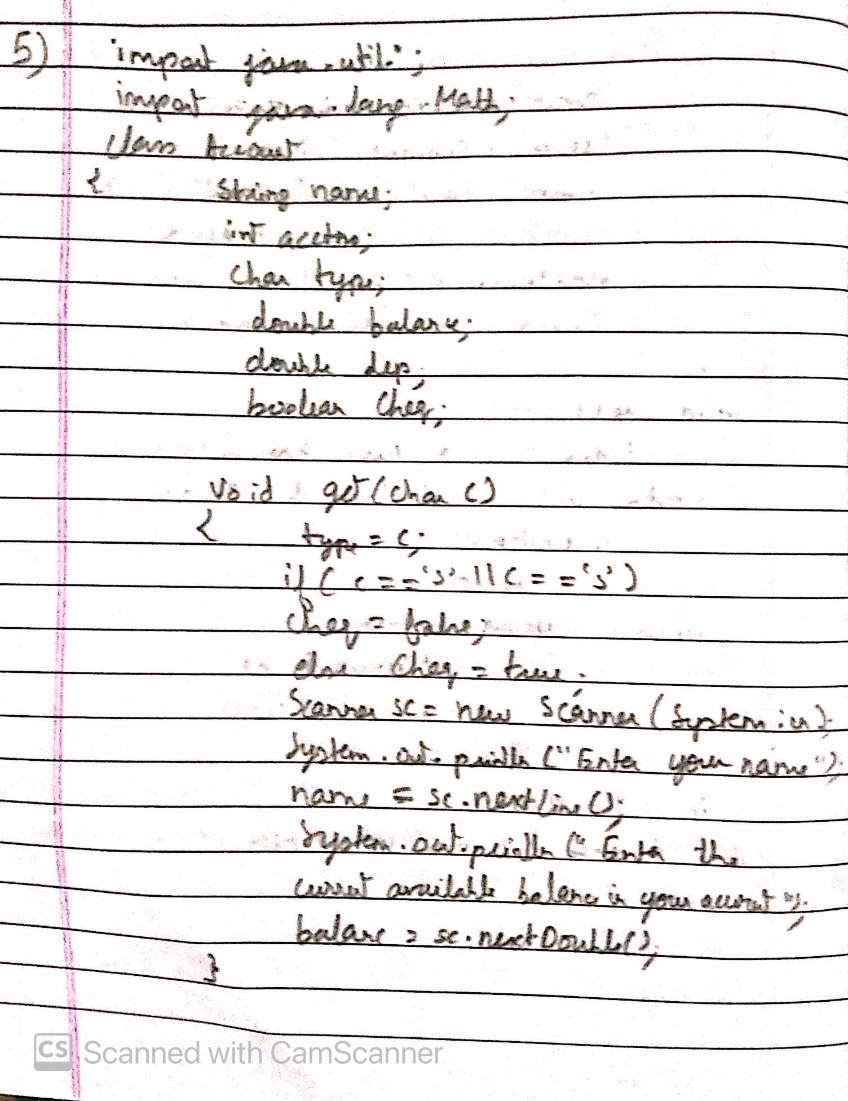 5) import java.util.*;
import java.lang.Math;
class Account
{ String name;
int acctno;
char type;
double balance;
double dep;
boolean cheq;
void get(char c)
{ type = c;
if (c=='s'||c=='S')
cheq = false;
else cheq = true.
Scanner sc = new Scanner(System.in);
System.out.println("Enter your name");
name = sc.nextLine();
System.out.println("Enter the
current available balance in your account");
balance = sc.nextDouble();
}
CS Scanned with CamScanner